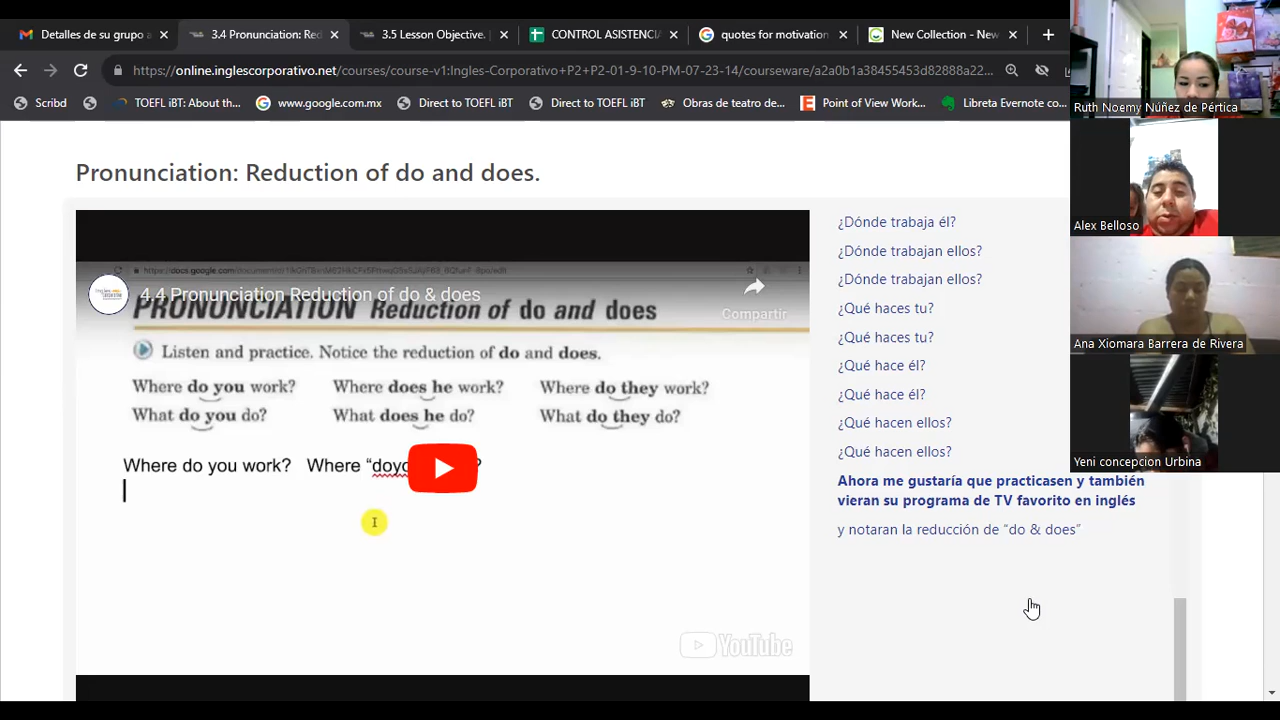 Detalles de su grupo a
3.4 Pronunciation: Red
3.5 Lesson Objective.
CONTROL ASISTENCIA
quotes for motivation
New Collection - New
https://online.inglescorporativo.net/courses/course-v1:Ingles-Corporativo+P2+P2-01-9-10-PM-07-23-14/courseware/a2a0b1a38455453d82888a22...
Scribd
TOEFL iBT: About th...
www.google.com.mx
Direct to TOEFL iBT
Direct to TOEFL iBT
Obras de teatro de...
Point of View Work...
Libreta Evernote co...
Ruth Noemy Núñez de Pértica
Alex Belloso
Ana Xiomara Barrera de Rivera
Yeni concepcion Urbina
Pronunciation: Reduction of do and does.
4.4 Pronunciation Reduction of do & does
Compartir
PRONUNCIATION Reduction of do and does
Listen and practice. Notice the reduction of do and does.
Where do you work? Where does he work? Where do they work?
What do you do? What does he do? What do they do?
Where do you work? Where “doyo ?
YouTube
¿Dónde trabaja él?
¿Dónde trabajan ellos?
¿Dónde trabajan ellos?
¿Qué haces tu?
¿Qué haces tu?
¿Qué hace él?
¿Qué hace él?
¿Qué hacen ellos?
¿Qué hacen ellos?
Ahora me gustaría que practicasen y también
vieran su programa de TV favorito en inglés
y notaran la reducción de “do & does”